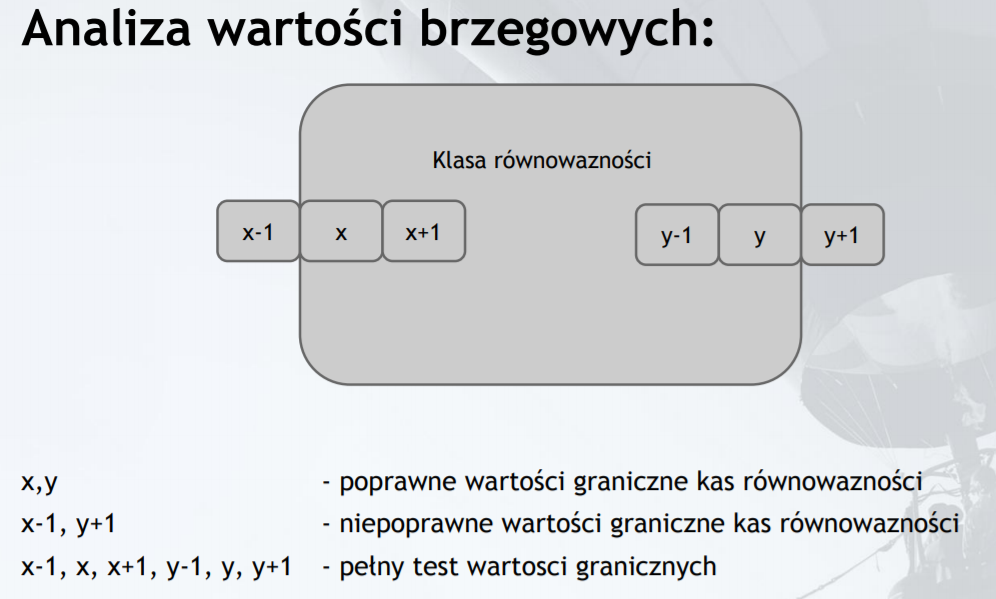 Analiza wartości brzegowych:
Klasa równowazności
x-1 x x+1 y-1 y y+1
x,y - poprawne wartości graniczne kas równowazności
x-1, y+1 - niepoprawne wartości graniczne kas równowazności
x-1, x, x+1, y-1, y, y+1 - pełny test wartosci granicznych